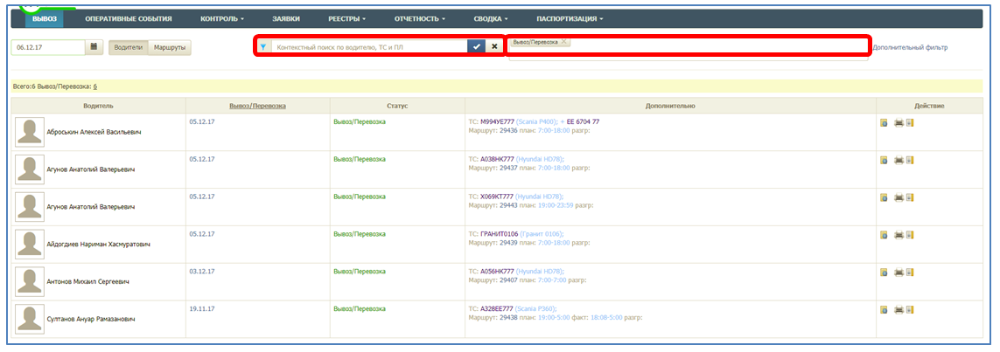 ВЫВОЗ ОПЕРАТИВНЫЕ СОБЫТИЯ КОНТРОЛЬ ЗАЯВКИ РЕЕСТРЫ ОТЧЕТНОСТЬ СВОДКА ПАСПОРТИЗАЦИЯ
06.12.17 Водители Маршруты Контекстный поиск по водителю, ТС и ПЛ Вывоз/Перевозка Дополнительный фильтр
Всего:6 Вывоз/Перевозка: 6
Водитель Вывоз/Перевозка Статус Дополнительно Действие
Аброськин Алексей Васильевич 05.12.17 Вывоз/Перевозка ТС: М994УЕ777 (Scania P400); + ЕЕ 6704 77
Маршрут: 29436 план: 7:00-18:00 разгр:
Агунов Анатолий Валерьевич 05.12.17 Вывоз/Перевозка ТС: А038НК777 (Hyundai HD78);
Маршрут: 29437 план: 7:00-18:00 разгр:
Агунов Анатолий Валерьевич 05.12.17 Вывоз/Перевозка ТС: Х069КТ777 (Hyundai HD78);
Маршрут: 29443 план: 19:00-23:59 разгр:
Айдогдиев Нариман Хасмуратович 05.12.17 Вывоз/Перевозка ТС: ГРАНИТ0106 (Гранит 0106);
Маршрут: 29439 план: 7:00-18:00 разгр:
Антонов Михаил Сергеевич 03.12.17 Вывоз/Перевозка ТС: А056НК777 (Hyundai HD78);
Маршрут: 29407 план: 7:00-7:00 разгр:
Султанов Ануар Рамазанович 19.11.17 Вывоз/Перевозка ТС: А328ЕЕ777 (Scania P360);
Маршрут: 29438 план: 19:00-5:00 факт: 18:08-5:00 разгр: